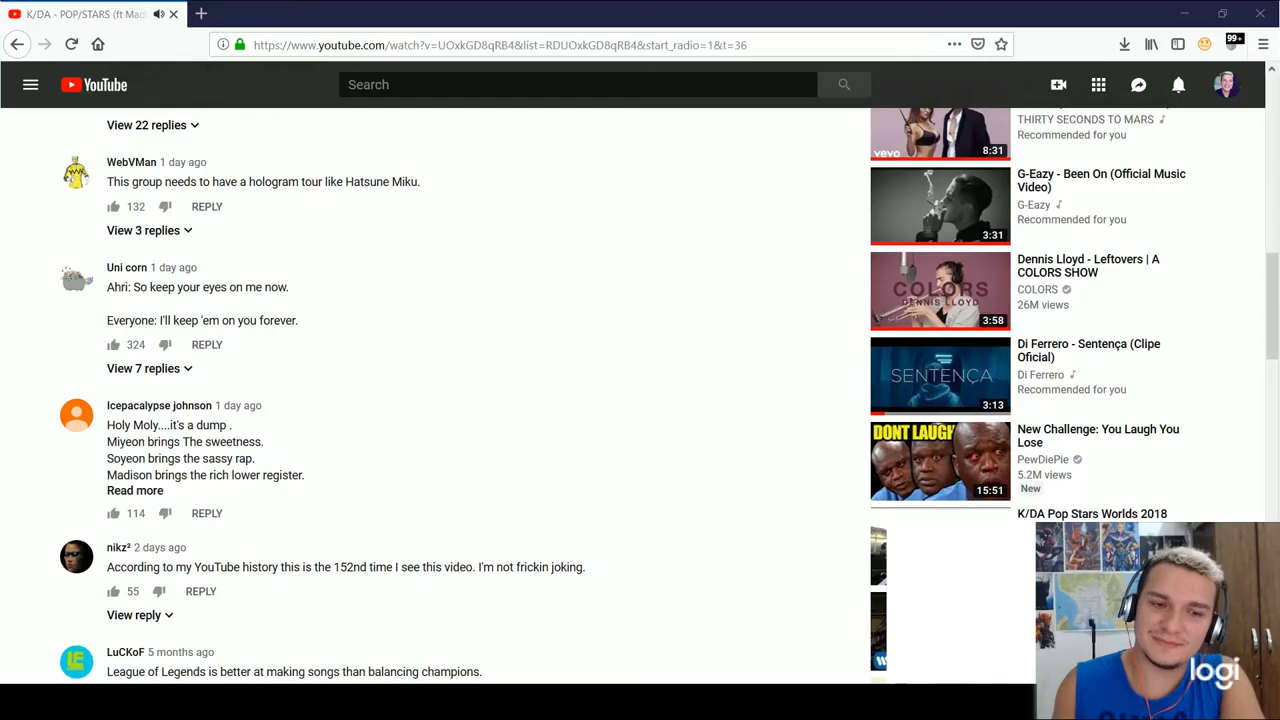 K/DA - POP/STARS (ft Mad
https://www.youtube.com/watch?v=UOxkGD8qRB4&list=RDUOxkGD8qRB4&start_radio=1&t=36
99+
YouTube
Search
View 22 replies
WebVMan 1 day ago
This group needs to have a hologram tour like Hatsune Miku.
132 REPLY
View 3 replies
Uni corn 1 day ago
Ahri: So keep your eyes on me now.
Everyone: I'll keep 'em on you forever.
324 REPLY
View 7 replies
Icepacalypse johnson 1 day ago
Holy Moly....it's a dump .
Miyeon brings The sweetness.
Soyeon brings the sassy rap.
Madison brings the rich lower register.
Read more
114 REPLY
nikz² 2 days ago
According to my YouTube history this is the 152nd time I see this video. I'm not frickin joking.
55 REPLY
View reply
LuCKoF 5 months ago
League of Legends is better at making songs than balancing champions.
vevo
8:31
THIRTY SECONDS TO MARS
Recommended for you
3:31
G-Eazy - Been On (Official Music
Video)
G-Eazy
Recommended for you
COLORS
DENNIS LLOYD
3:58
Dennis Lloyd - Leftovers | A
COLORS SHOW
COLORS
26M views
SENTENÇA
3:13
Di Ferrero - Sentença (Clipe
Oficial)
Di Ferrero
Recommended for you
DONT LAUGH
15:51
New Challenge: You Laugh You
Lose
PewDiePie
5.2M views
New
K/DA Pop Stars Worlds 2018
logi